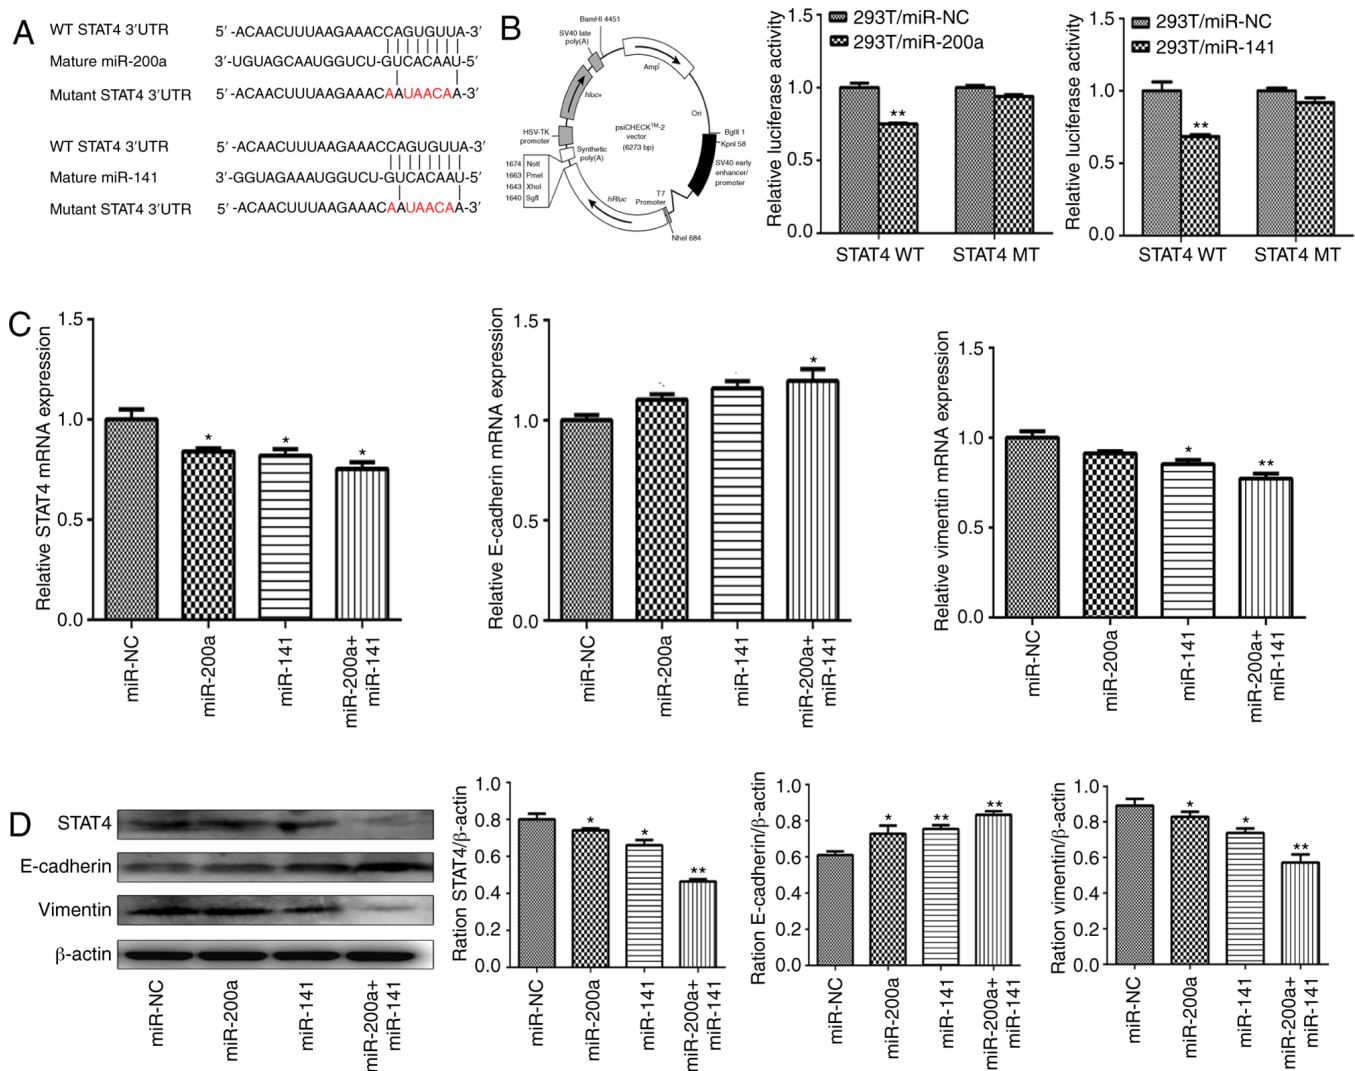 A
WT STAT4 3′UTR 5′ -ACAACUUUAAGAAACCAGUGUUA-3′
Mature miR-200a 3′-UGUAGCAAUGGUCU-GUCACAAU-5′
Mutant STAT4 3′UTR 5′ -ACAACUUUAAGAAACAAUAACAA-3′
WT STAT4 3′UTR 5′ -ACAACUUUAAGAAACCAGUGUUA-3′
Mature miR-141 3′-GGUAGAAAUGGUCU-GUCACAAU-5′
Mutant STAT4 3′UTR 5′ -ACAACUUUAAGAAACAAUAACAA-3′
B
BamHI 4451
SV40 late
poly(A)
Ampr
hluc+
Ori
HSV-TK
promoter
psiCHECK™-2
vector
(6273 bp)
BglII 1
KpnI 58
Synthetic
poly(A)
SV40 early
enhancer/
promoter
1674 NotI
1663 PmeI
1643 XhoI
1640 SgfI
hRluc
T7
Promoter
NheI 684
Relative luciferase activity
1.5
1.0
0.5
0.0
293T/miR-NC
293T/miR-200a
**
STAT4 WT
STAT4 MT
Relative luciferase activity
1.5
1.0
0.5
0.0
293T/miR-NC
293T/miR-141
**
STAT4 WT
STAT4 MT
C
Relative STAT4 mRNA expression
1.5
1.0
0.5
0.0
* * *
miR-NC
miR-200a
miR-141
miR-200a+
miR-141
Relative E-cadherin mRNA expression
1.5
1.0
0.5
0.0
*
miR-NC
miR-200a
miR-141
miR-200a+
miR-141
Relative vimentin mRNA expression
1.5
1.0
0.5
0.0
* **
miR-NC
miR-200a
miR-141
miR-200a+
miR-141
D
STAT4
E-cadherin
Vimentin
β-actin
miR-NC
miR-200a
miR-141
miR-200a+
miR-141
Ration STAT4/β-actin
1.0
0.8
0.6
0.4
0.2
0.0
* * **
miR-NC
miR-200a
miR-141
miR-200a+
miR-141
Ration E-cadherin/β-actin
1.0
0.8
0.6
0.4
0.2
0.0
* ** **
miR-NC
miR-200a
miR-141
miR-200a+
miR-141
Ration vimentin/β-actin
1.0
0.8
0.6
0.4
0.2
0.0
* * **
miR-NC
miR-200a
miR-141
miR-200a+
miR-141